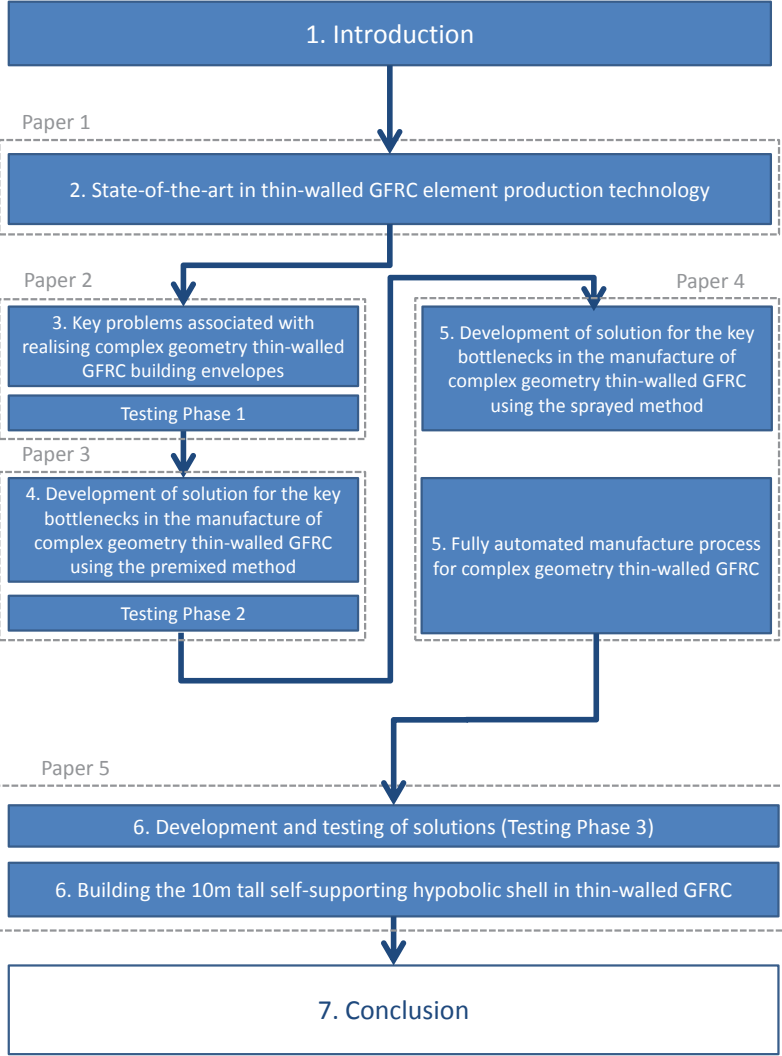 1. Introduction
Paper 1
2. State-of-the-art in thin-walled GFRC element production technology
Paper 2
3. Key problems associated with
realising complex geometry thin-walled
GFRC building envelopes
Testing Phase 1
Paper 3
4. Development of solution for the key
bottlenecks in the manufacture of
complex geometry thin-walled GFRC
using the premixed method
Testing Phase 2
Paper 4
5. Development of solution for the key
bottlenecks in the manufacture of
complex geometry thin-walled GFRC
using the sprayed method
5. Fully automated manufacture process
for complex geometry thin-walled GFRC
Paper 5
6. Development and testing of solutions (Testing Phase 3)
6. Building the 10m tall self-supporting hypobolic shell in thin-walled GFRC
7. Conclusion